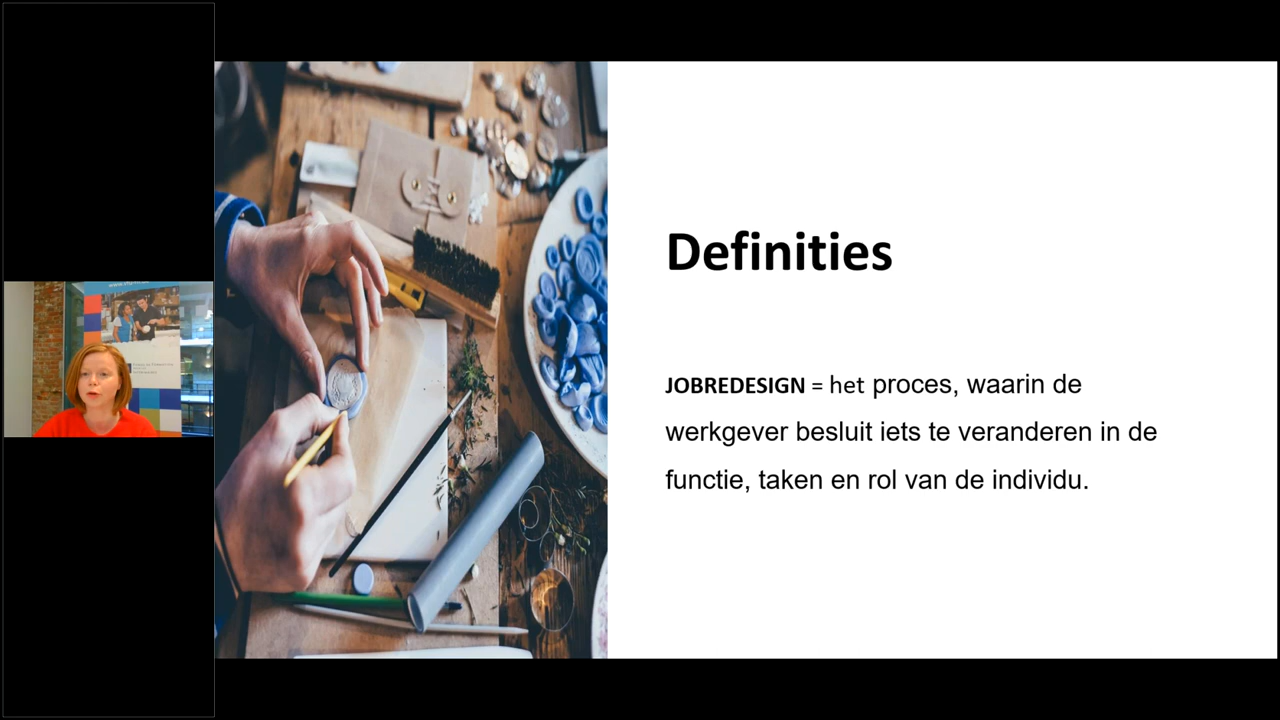 Definities
JOBREDESIGN = het proces, waarin de
werkgever besluit iets te veranderen in de
functie, taken en rol van de individu.